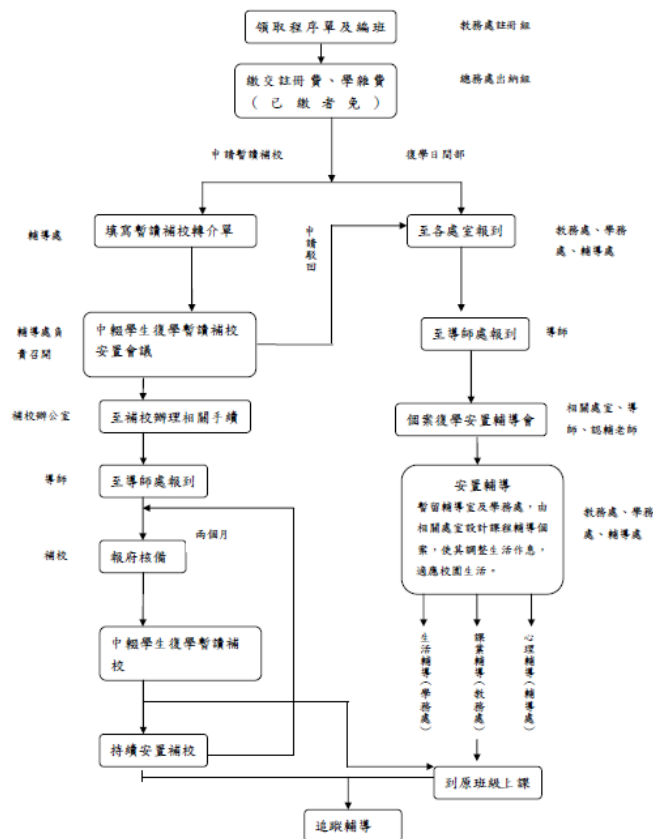 領取程序單及編班
教務處註冊組
繳交註冊費、學雜費
(已繳者免)
總務處出納組
申請暫讀補校
復學日間部
輔導處
填寫暫讀補校轉介單
申請駁回
至各處室報到
教務處、學務
處、輔導處
輔導處負
責召開
中輟學生復學暫讀補校
安置會議
至導師處報到
導師
補校辦公室
至補校辦理相關手續
個案復學安置輔導會
相關處室、導
師、認輔老師
導師
至導師處報到
安置輔導
暫留輔導室及學務處,由
相關處室設計課程輔導個
案,使其調整生活作息,
適應校園生活。
教務處、學務
處、輔導處
兩個月
補校
報府核備
中輟學生復學暫讀補
校
生活輔導(學務處)
課業輔導(教務處)
心理輔導(輔導處)
持續安置補校
到原班級上課
追蹤輔導